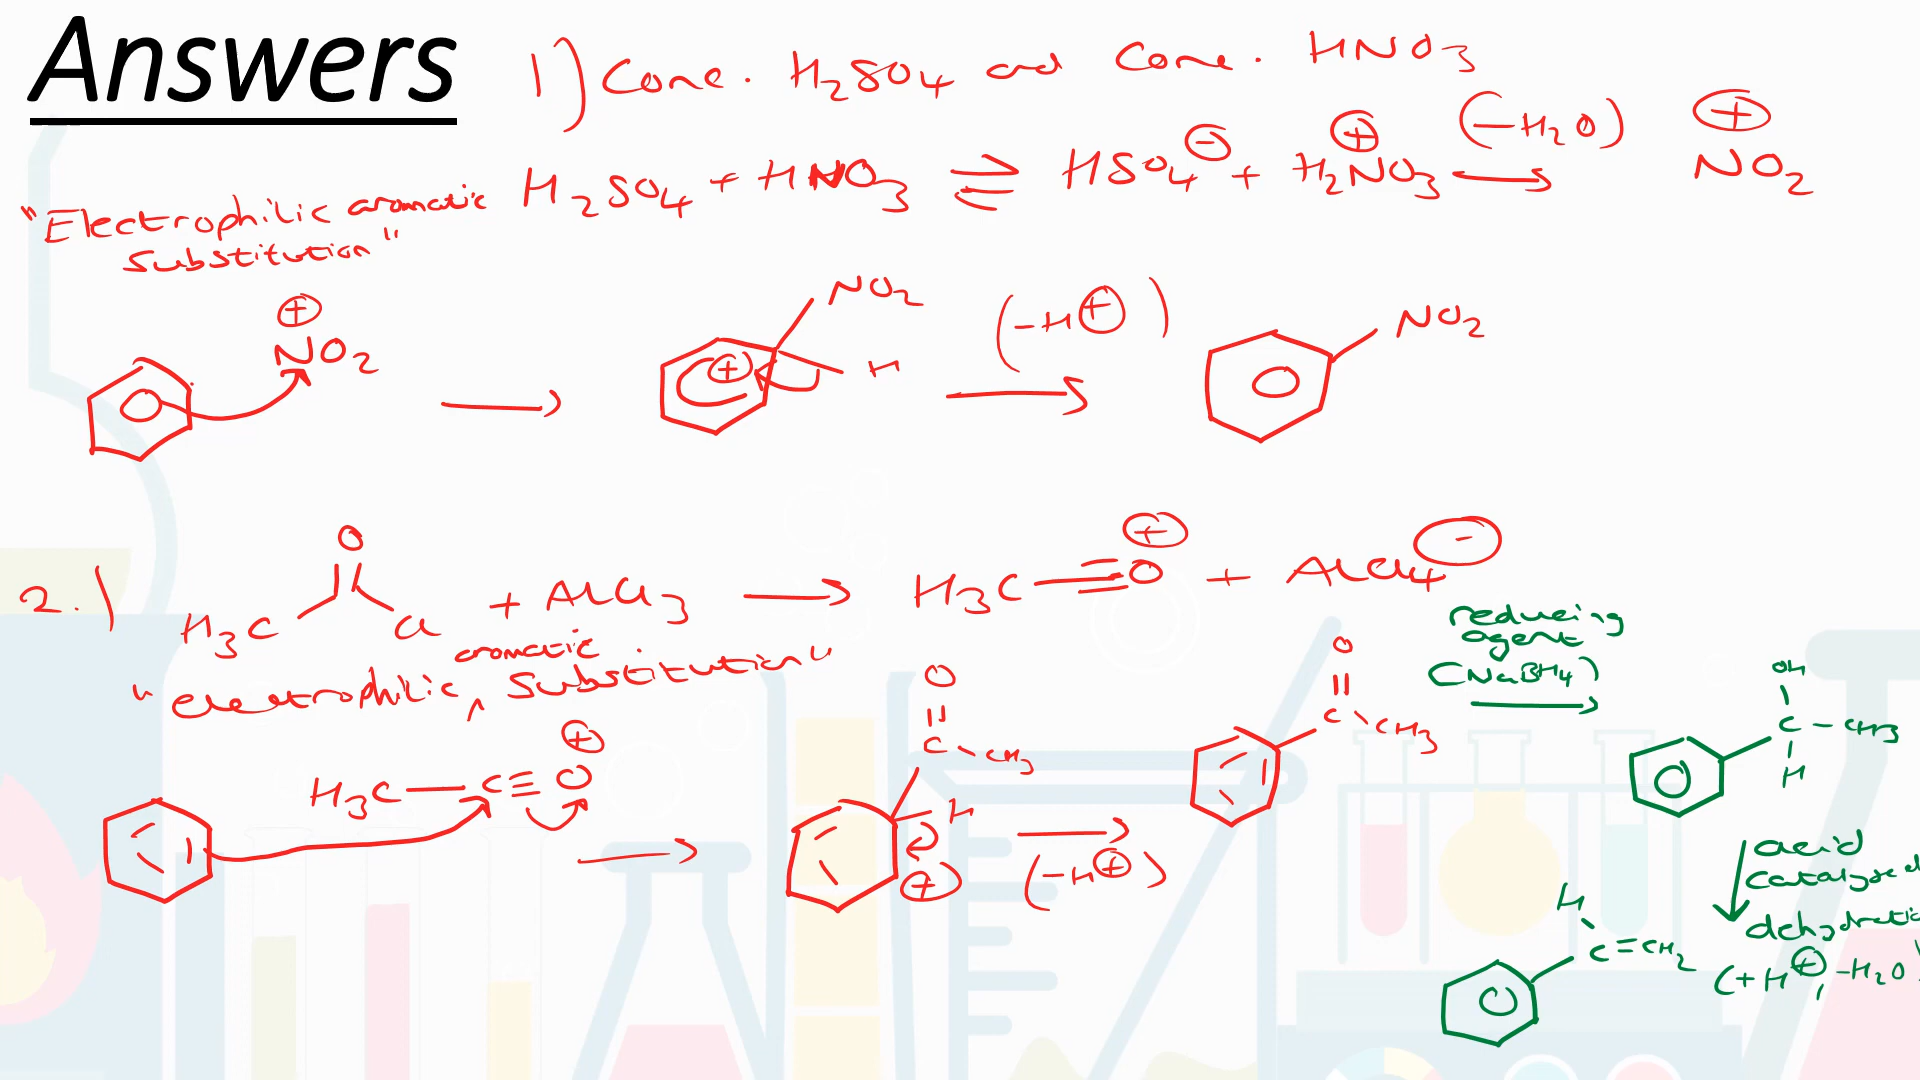 Answers
1) Conc. H2SO4 and Conc. HNO3
H2SO4 + HNO3 ⇌ HSO4⊖ + H2NO3⊕ (-H2O) → NO2⊕
"Electrophilic aromatic
Substitution"
⊕
NO2
→
NO2
⊕
H
(-H⊕)
→
NO2
2.)
O
H3C
Cl
+ AlCl3 → H3C≡O⊕ + AlCl4⊖
"electrophilic ^ aromatic Substitution"
H3C — C≡O⊕
→
O
=
C - CH3
H
⊕
→
(-H⊕)
O
=
C - CH3
reducing
agent
(NaBH4)
→
OH
C - CH3
H
↓ acid
catalysed
dehydratio
(+H⊕, -H2O)
H
C=CH2